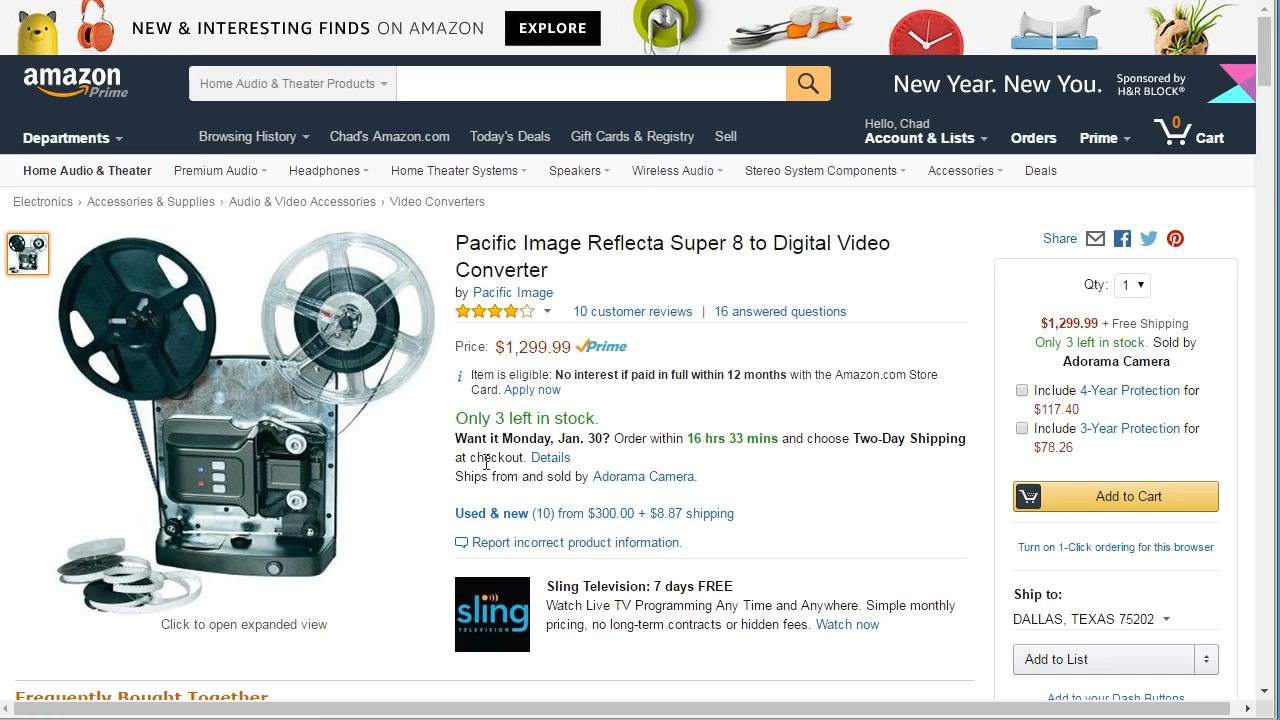 NEW & INTERESTING FINDS ON AMAZON
EXPLORE
amazon
Prime
Home Audio & Theater Products
New Year. New You.
Sponsored by
H&R BLOCK®
Departments
Browsing History
Chad's Amazon.com
Today's Deals
Gift Cards & Registry
Sell
Hello, Chad
Account & Lists
Orders
Prime
0
Cart
Home Audio & Theater
Premium Audio
Headphones
Home Theater Systems
Speakers
Wireless Audio
Stereo System Components
Accessories
Deals
Electronics › Accessories & Supplies › Audio & Video Accessories › Video Converters
Pacific Image Reflecta Super 8 to Digital Video
Converter
by Pacific Image
10 customer reviews | 16 answered questions
Price: $1,299.99 Prime
Item is eligible: No interest if paid in full within 12 months with the Amazon.com Store
Card. Apply now
Only 3 left in stock.
Want it Monday, Jan. 30? Order within 16 hrs 33 mins and choose Two-Day Shipping
at checkout. Details
Ships from and sold by Adorama Camera.
Used & new (10) from $300.00 + $8.87 shipping
Report incorrect product information.
sling
TELEVISION
Sling Television: 7 days FREE
Watch Live TV Programming Any Time and Anywhere. Simple monthly
pricing, no long-term contracts or hidden fees. Watch now
Click to open expanded view
Frequently Bought Together
Share
Qty: 1
$1,299.99 + Free Shipping
Only 3 left in stock. Sold by
Adorama Camera
Include 4-Year Protection for
$117.40
Include 3-Year Protection for
$78.26
Add to Cart
Turn on 1-Click ordering for this browser
Ship to:
DALLAS, TEXAS 75202
Add to List
Add to your Dash Buttons